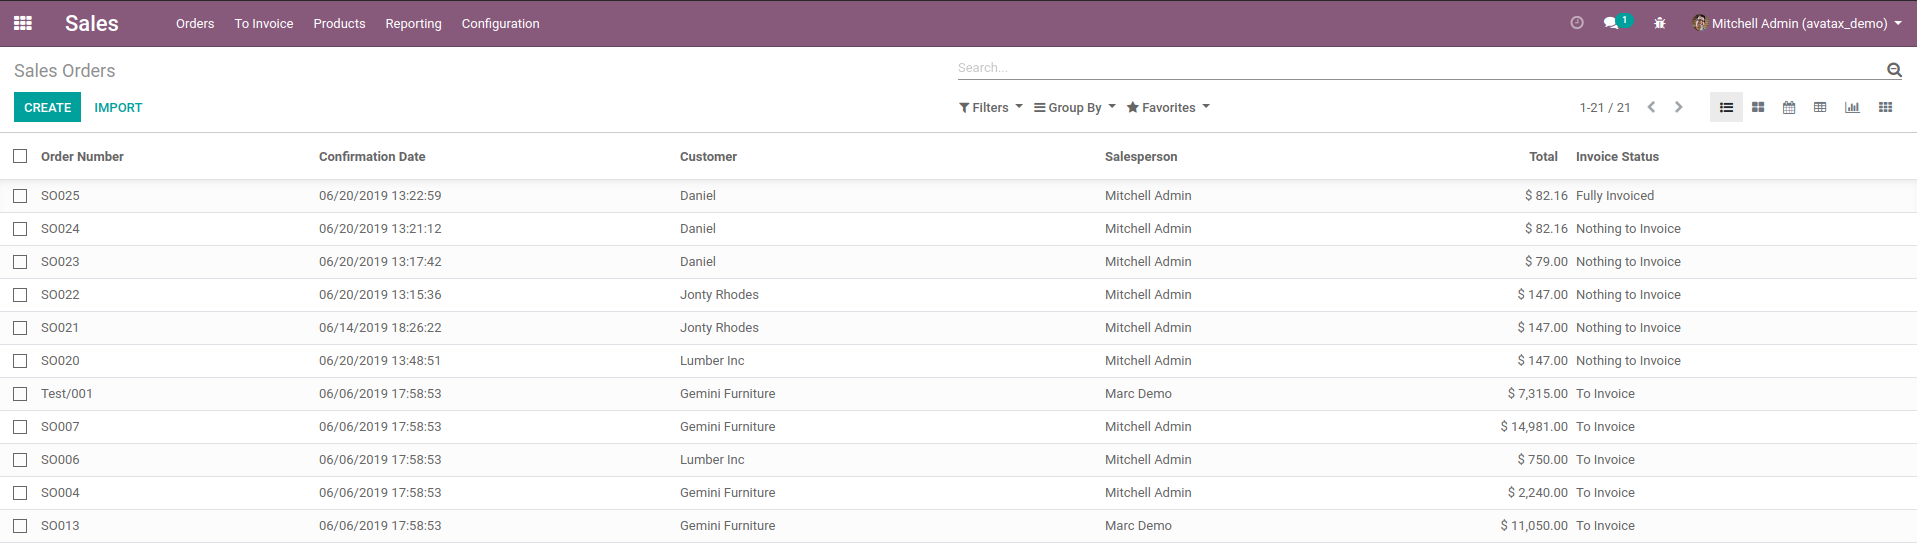 Sales Orders To Invoice Products Reporting Configuration 1 Mitchell Admin (avatax_demo)
Sales Orders Search...
CREATE IMPORT Filters Group By Favorites 1-21 / 21
Order Number Confirmation Date Customer Salesperson Total Invoice Status
SO025 06/20/2019 13:22:59 Daniel Mitchell Admin $ 82.16 Fully Invoiced
SO024 06/20/2019 13:21:12 Daniel Mitchell Admin $ 82.16 Nothing to Invoice
SO023 06/20/2019 13:17:42 Daniel Mitchell Admin $ 79.00 Nothing to Invoice
SO022 06/20/2019 13:15:36 Jonty Rhodes Mitchell Admin $ 147.00 Nothing to Invoice
SO021 06/14/2019 18:26:22 Jonty Rhodes Mitchell Admin $ 147.00 Nothing to Invoice
SO020 06/20/2019 13:48:51 Lumber Inc Mitchell Admin $ 147.00 Nothing to Invoice
Test/001 06/06/2019 17:58:53 Gemini Furniture Marc Demo $ 7,315.00 To Invoice
SO007 06/06/2019 17:58:53 Gemini Furniture Mitchell Admin $ 14,981.00 To Invoice
SO006 06/06/2019 17:58:53 Lumber Inc Mitchell Admin $ 750.00 To Invoice
SO004 06/06/2019 17:58:53 Gemini Furniture Mitchell Admin $ 2,240.00 To Invoice
SO013 06/06/2019 17:58:53 Gemini Furniture Marc Demo $ 11,050.00 To Invoice